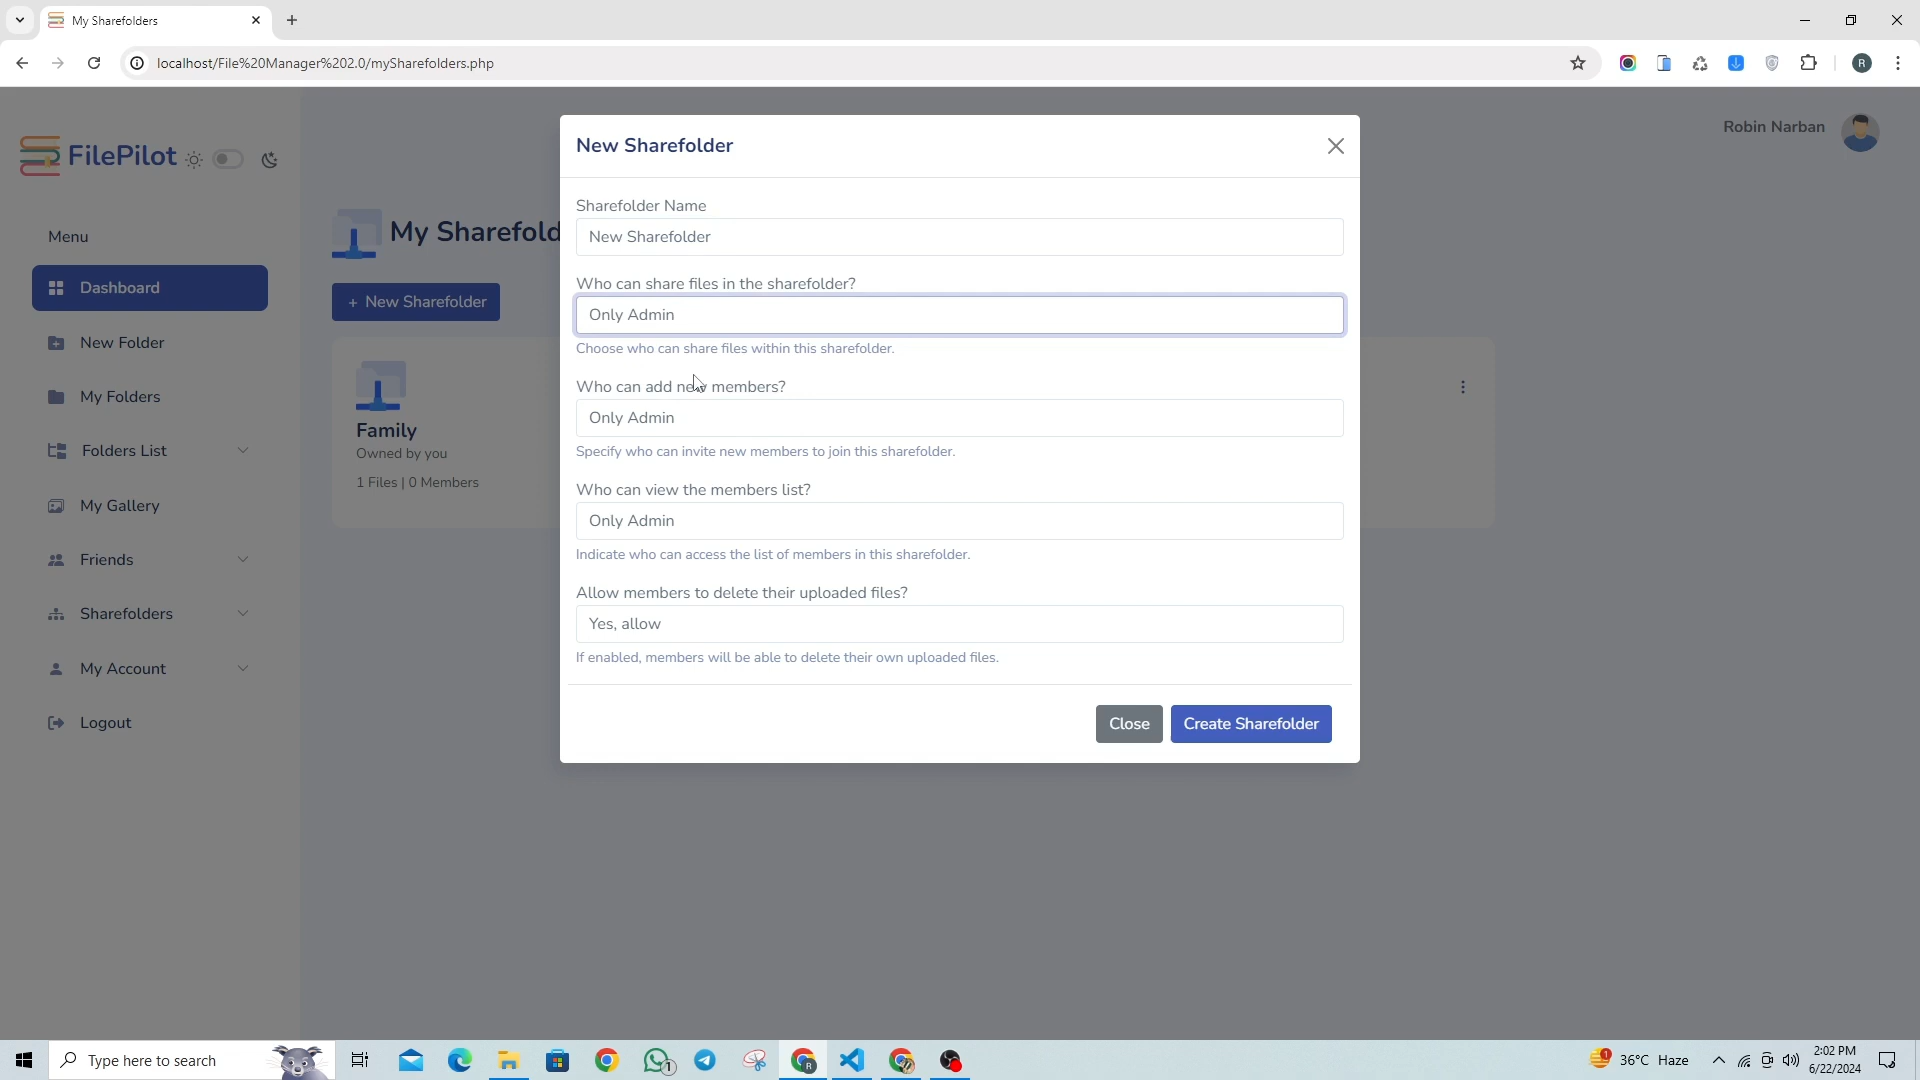 My Sharefolders
localhost/File%20Manager%202.0/mySharefolders.php
R
FilePilot
Robin Narban
Menu
Dashboard
New Folder
My Folders
Folders List
My Gallery
Friends
Sharefolders
My Account
Logout
My Sharefold
+ New Sharefolder
Family
Owned by you
1 Files | 0 Members
New Sharefolder
Sharefolder Name
New Sharefolder
Who can share files in the sharefolder?
Only Admin
Choose who can share files within this sharefolder.
Who can add new members?
Only Admin
Specify who can invite new members to join this sharefolder.
Who can view the members list?
Only Admin
Indicate who can access the list of members in this sharefolder.
Allow members to delete their uploaded files?
Yes, allow
If enabled, members will be able to delete their own uploaded files.
Close
Create Sharefolder
Type here to search
1
R
1
36°C Haze
2:02 PM
6/22/2024